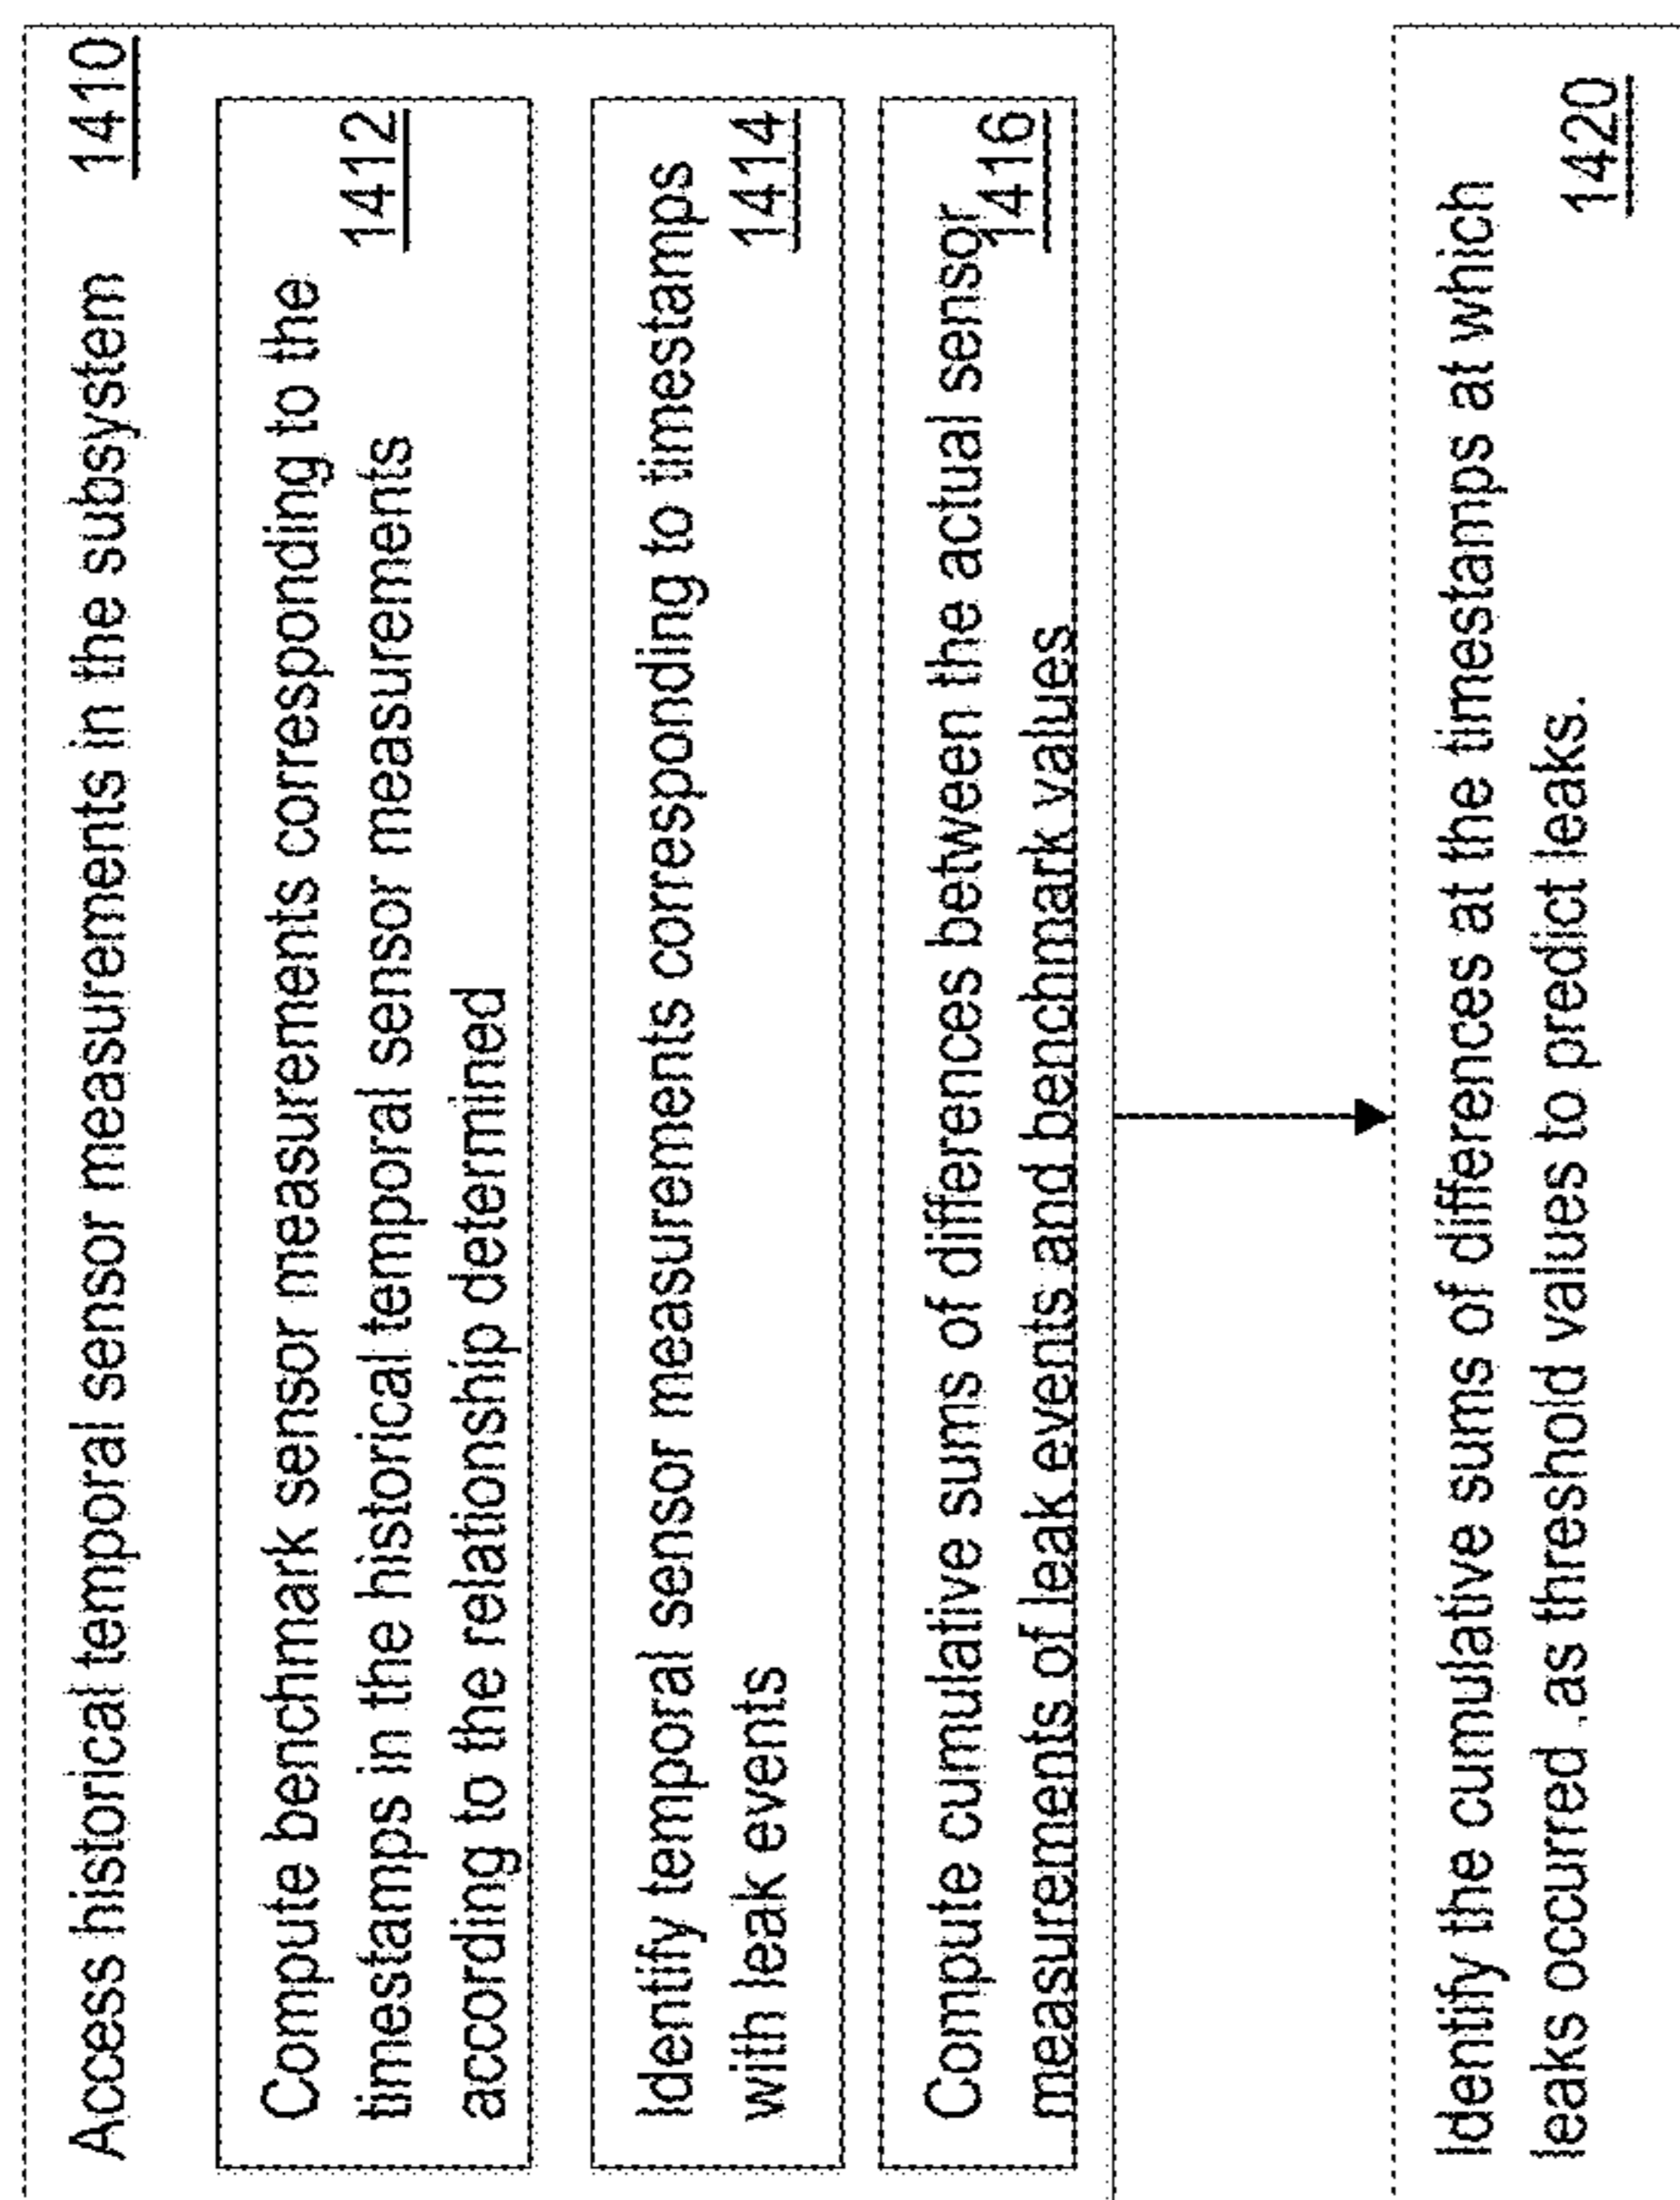 Access historical temporal sensor measurements in the subsystem 1410
Compute benchmark sensor measurements corresponding to the
timestamps in the historical temporal sensor measurements 1412
according to the relationship determined
Identify temporal sensor measurements corresponding to timestamps
with leak events 1414
Compute cumulative sums of differences between the actual sensor
measurements of leak events and benchmark values 1416
Identify the cumulative sums of differences at the timestamps at which
leaks occurred ,as threshold values to predict leaks. 1420